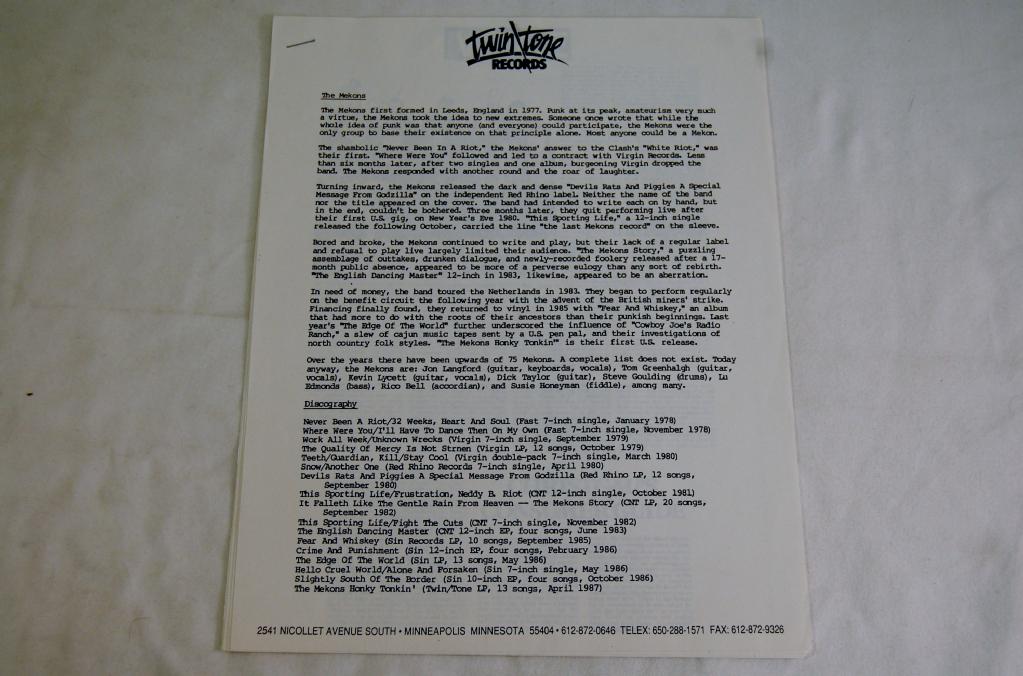 Twin/Tone
RECORDS
The Mekons
The Mekons first formed in Leeds, England in 1977. Punk at its peak, amateurism very much
a virtue, the Mekons took the idea to new extremes. Someone once wrote that while the
whole idea of punk was that anyone (and everyone) could participate, the Mekons were the
only group to base their existence on that principle alone. Most anyone could be a Mekon.
The shambolic "Never Been In A Riot," the Mekons' answer to the Clash's "White Riot," was
their first. "Where Were You" followed and led to a contract with Virgin Records. Less
than six months later, after two singles and one album, burgeoning Virgin dropped the
band. The Mekons responded with another round and the roar of laughter.
Turning inward, the Mekons released the dark and dense "Devils Rats And Piggies A Special
Message From Godzilla" on the independent Red Rhino label. Neither the name of the band
nor the title appeared on the cover. The band had intended to write each on by hand, but
in the end, couldn't be bothered. Three months later, they quit performing live after
their first U.S. gig, on New Year's Eve 1980. "This Sporting Life," a 12-inch single
released the following October, carried the line "the last Mekons record" on the sleeve.
Bored and broke, the Mekons continued to write and play, but their lack of a regular label
and refusal to play live largely limited their audience. "The Mekons Story," a puzzling
assemblage of outtakes, drunken dialogue, and newly-recorded foolery released after a 17-
month public absence, appeared to be more of a perverse eulogy than any sort of rebirth.
"The English Dancing Master" 12-inch in 1983, likewise, appeared to be an aberration.
In need of money, the band toured the Netherlands in 1983. They began to perform regularly
on the benefit circuit the following year with the advent of the British miners' strike.
Financing finally found, they returned to vinyl in 1985 with "Fear And Whiskey," an album
that had more to do with the roots of their ancestors than their punkish beginnings. Last
year's "The Edge Of The World" further underscored the influence of "Cowboy Joe's Radio
Ranch," a slew of cajun music tapes sent by a U.S. pen pal, and their investigations of
north country folk styles. "The Mekons Honky Tonkin'" is their first U.S. release.
Over the years there have been upwards of 75 Mekons. A complete list does not exist. Today
anyway, the Mekons are: Jon Langford (guitar, keyboards, vocals), Tom Greenhalgh (guitar,
vocals), Kevin Lycett (guitar, vocals), Dick Taylor (guitar), Steve Goulding (drums), Lu
Edmonds (bass), Rico Bell (accordian), and Susie Honeyman (fiddle), among many.
Discography
Never Been A Riot/32 Weeks, Heart And Soul (Fast 7-inch single, January 1978)
Where Were You/I'll Have To Dance Then On My Own (Fast 7-inch single, November 1978)
Work All Week/Unknown Wrecks (Virgin 7-inch single, September 1979)
The Quality Of Mercy Is Not Strnen (Virgin LP, 12 songs, October 1979)
Teeth/Guardian, Kill/Stay Cool (Virgin double-pack 7-inch single, March 1980)
Snow/Another One (Red Rhino Records 7-inch single, April 1980)
Devils Rats And Piggies A Special Message From Godzilla (Red Rhino LP, 12 songs,
September 1980)
This Sporting Life/Frustration, Neddy B. Riot (CNT 12-inch single, October 1981)
It Falleth Like The Gentle Rain From Heaven -- The Mekons Story (CNT LP, 20 songs,
September 1982)
This Sporting Life/Fight The Cuts (CNT 7-inch single, November 1982)
The English Dancing Master (CNT 12-inch EP, four songs, June 1983)
Fear And Whiskey (Sin Records LP, 10 songs, September 1985)
Crime And Punishment (Sin 12-inch EP, four songs, February 1986)
The Edge Of The World (Sin LP, 13 songs, May 1986)
Hello Cruel World/Alone And Forsaken (Sin 7-inch single, May 1986)
Slightly South Of The Border (Sin 10-inch EP, four songs, October 1986)
The Mekons Honky Tonkin' (Twin/Tone LP, 13 songs, April 1987)
2541 NICOLLET AVENUE SOUTH • MINNEAPOLIS MINNESOTA 55404 • 612-872-0646 TELEX: 650-288-1571 FAX: 612-872-9326